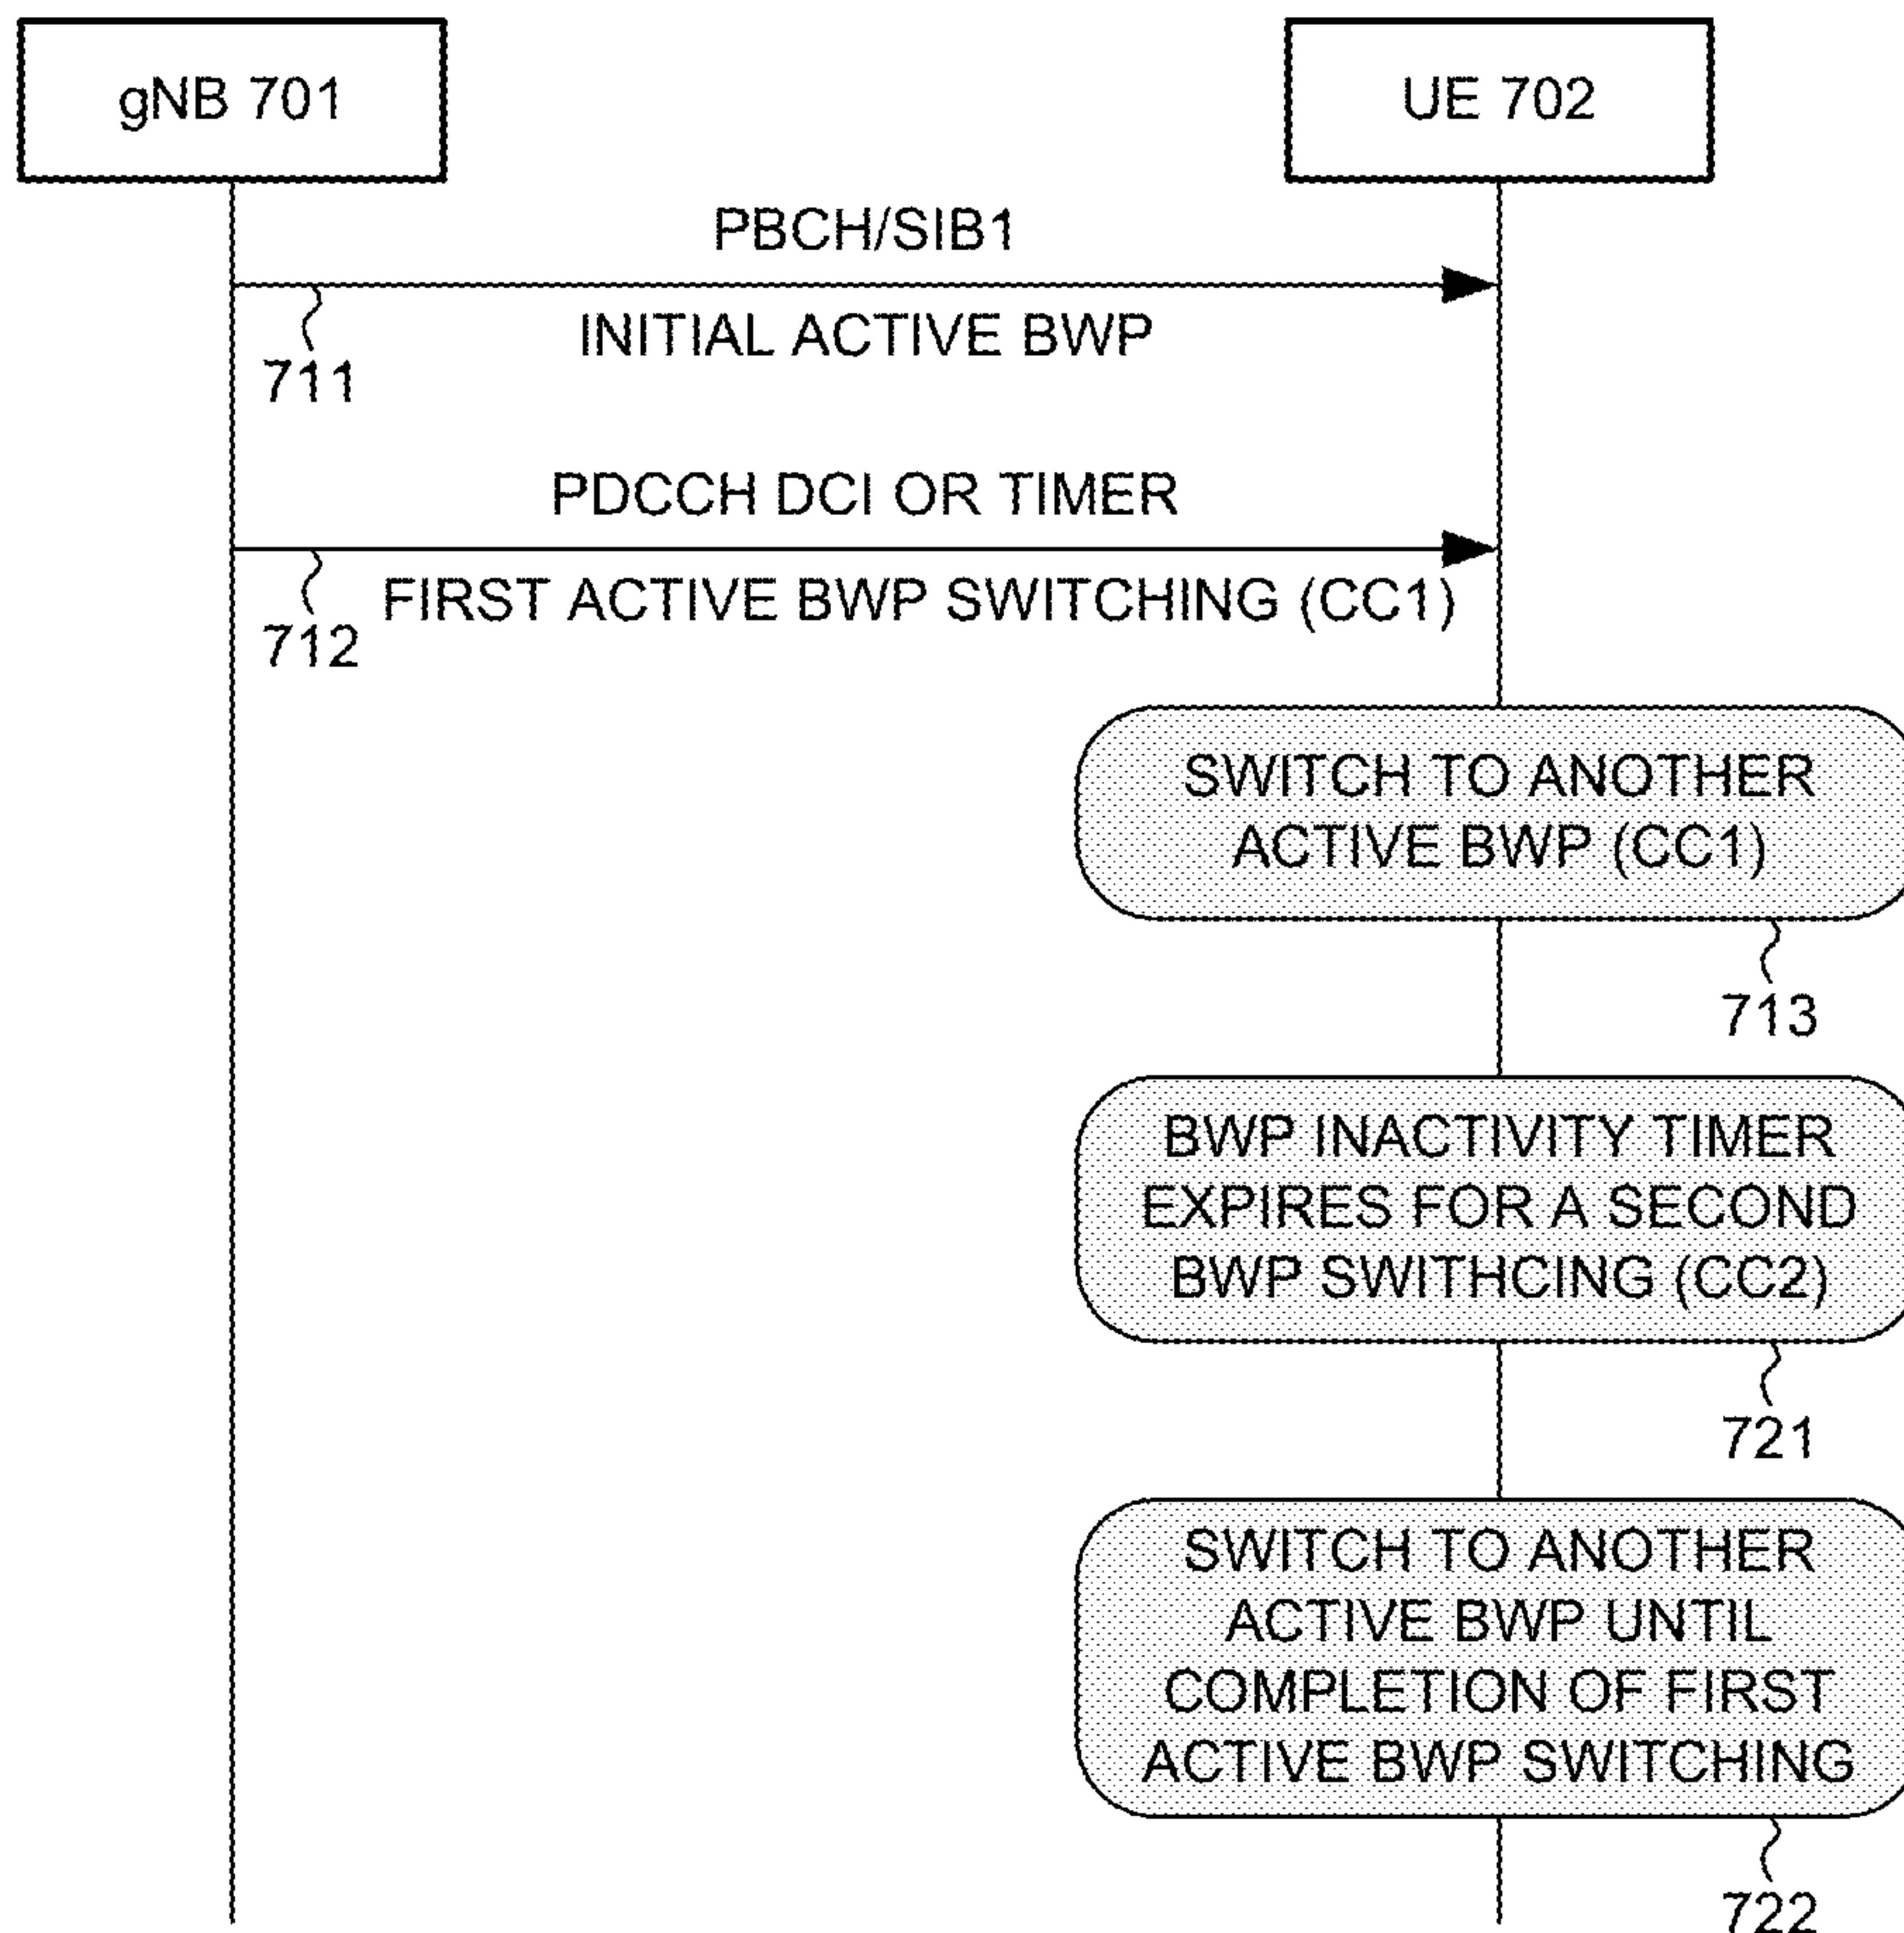 gNB 701
UE 702
PBCH/SIB1
INITIAL ACTIVE BWP
711
PDCCH DCI OR TIMER
FIRST ACTIVE BWP SWITCHING (CC1)
712
SWITCH TO ANOTHER
ACTIVE BWP (CC1)
713
BWP INACTIVITY TIMER
EXPIRES FOR A SECOND
BWP SWITHCING (CC2)
721
SWITCH TO ANOTHER
ACTIVE BWP UNTIL
COMPLETION OF FIRST
ACTIVE BWP SWITCHING
722